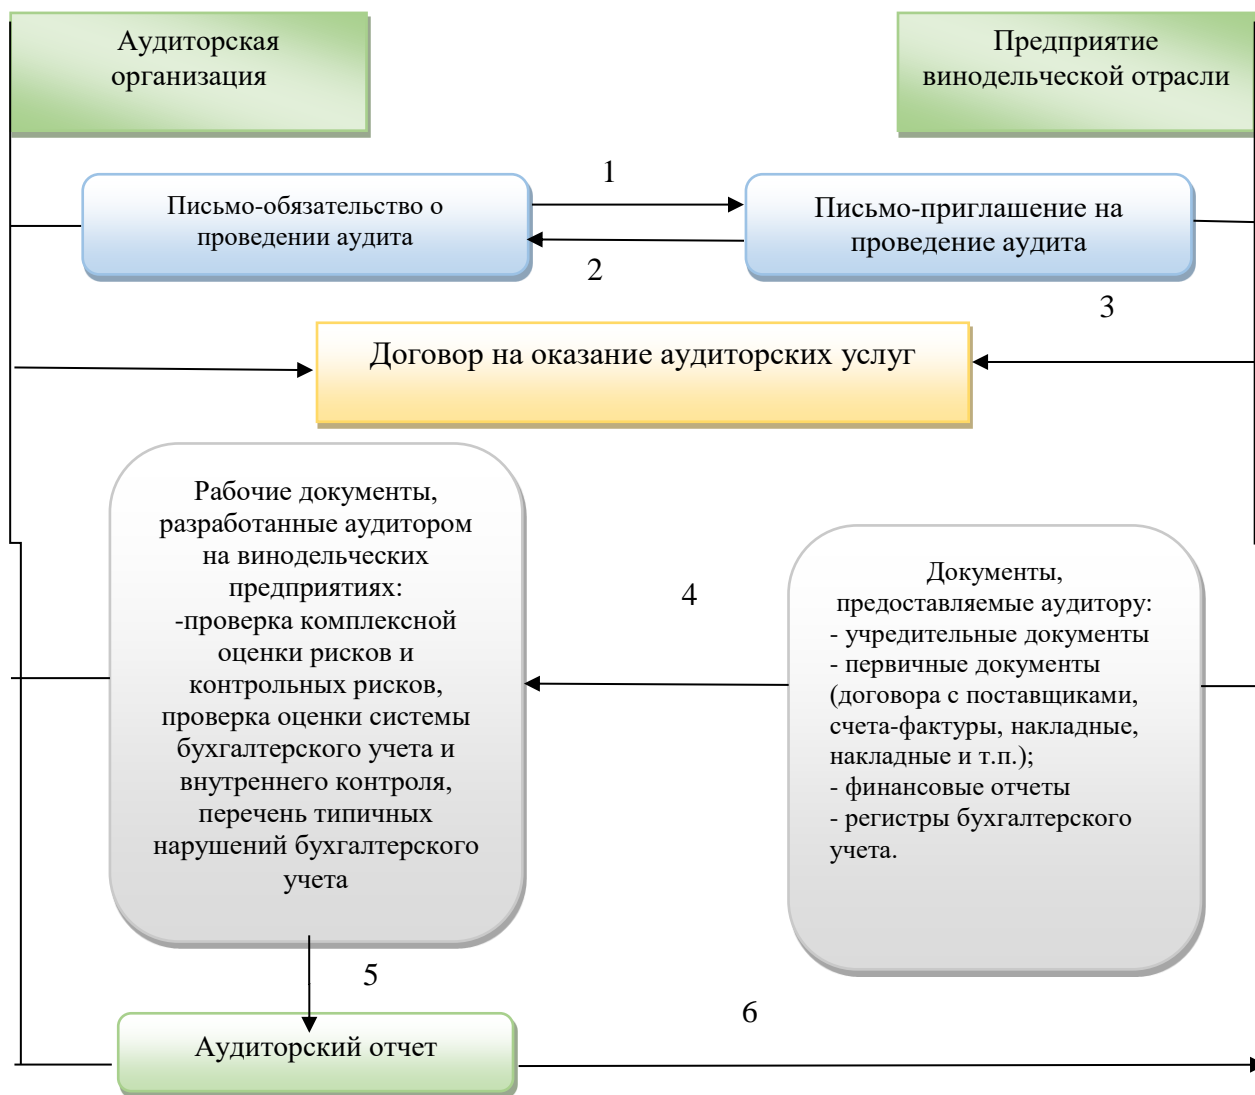 Аудиторская
организация
Предприятие
винодельческой отрасли
1
Письмо-обязательство о
проведении аудита
Письмо-приглашение на
проведение аудита
2
3
Договор на оказание аудиторских услуг
Рабочие документы,
разработанные аудитором
на винодельческих
предприятиях:
-проверка комплексной
оценки рисков и
контрольных рисков,
проверка оценки системы
бухгалтерского учета и
внутреннего контроля,
перечень типичных
нарушений бухгалтерского
учета
4
Документы,
предоставляемые аудитору:
- учредительные документы
- первичные документы
(договора с поставщиками,
счета-фактуры, накладные,
накладные и т.п.);
- финансовые отчеты
- регистры бухгалтерского
учета.
5
6
Аудиторский отчет